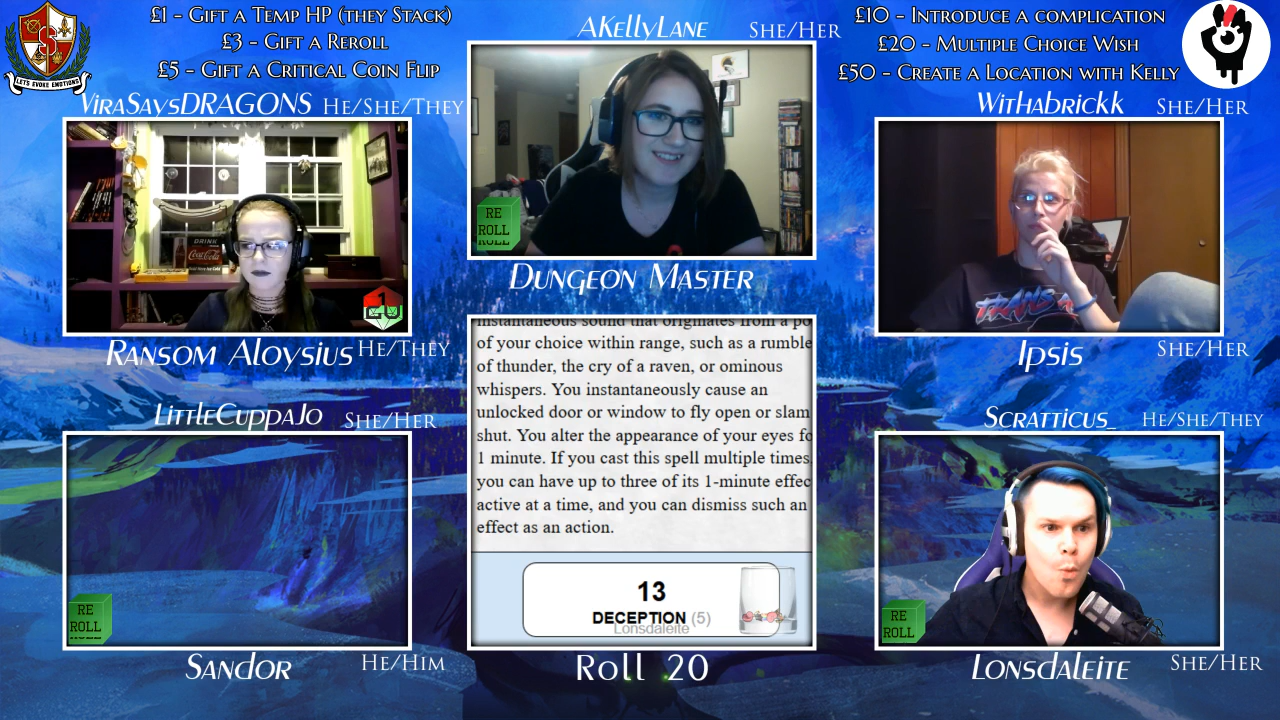 £1 - Gift a Temp HP (they Stack)
£3 - Gift a Reroll
£5 - Gift a Critical Coin Flip
LETS EVOKE EMOTIONS
AKellyLane She/Her
£10 - Introduce a complication
£20 - Multiple Choice Wish
£50 - Create a Location with Kelly
ViraSaysDRAGONS He/She/They
DRINK
Coca-Cola
Ransom Aloysius He/They
RE
ROLL
Dungeon Master
Withabrickk She/Her
TRANS
Ipsis She/Her
LittleCuppaJo She/Her
RE
ROLL
Sandor He/Him
instantaneous sound that originates from a po
of your choice within range, such as a rumble
of thunder, the cry of a raven, or ominous
whispers. You instantaneously cause an
unlocked door or window to fly open or slam
shut. You alter the appearance of your eyes fo
1 minute. If you cast this spell multiple times,
you can have up to three of its 1-minute effec
active at a time, and you can dismiss such an
effect as an action.
13
DECEPTION (5)
Lonsdaleite
Roll 20
Scratticus_ He/She/They
RE
ROLL
Lonsdaleite She/Her